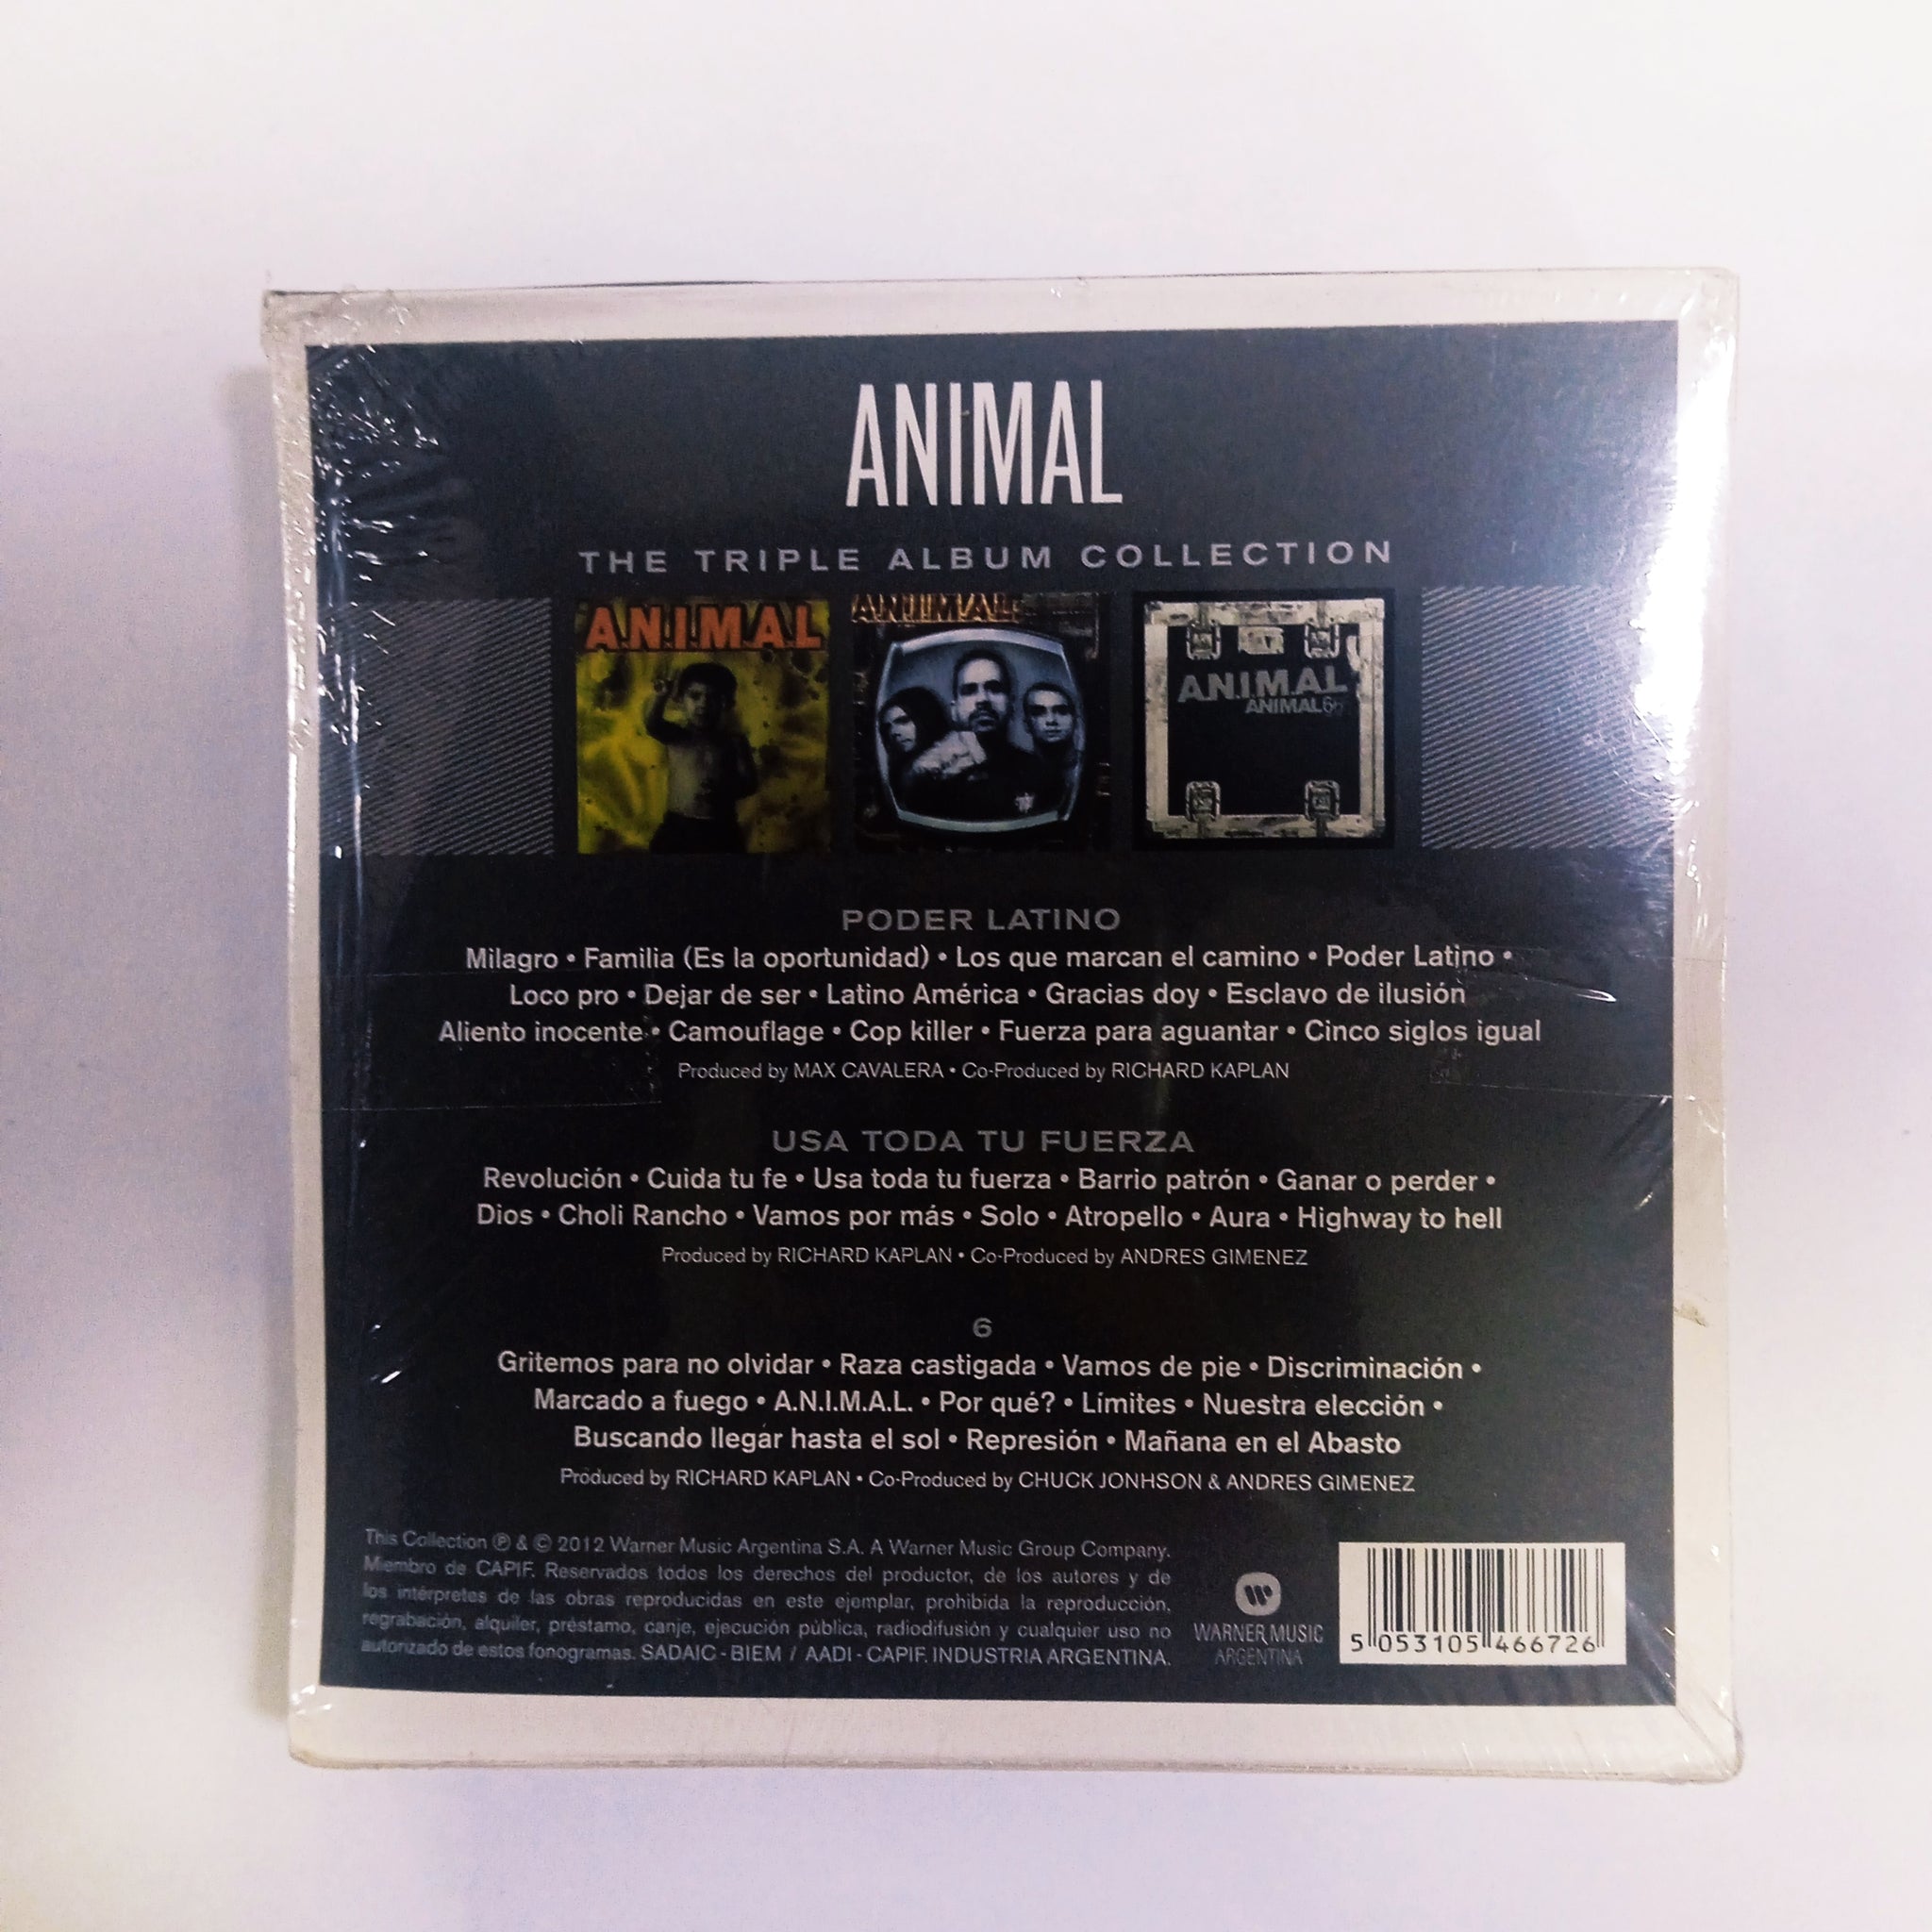 ANIMAL
THE TRIPLE ALBUM COLLECTION
A.N.I.M.A.L
A.N.I.M.A.L
A.N.I.M.A.L
ANIMAL6
PODER LATINO
Milagro • Familia (Es la oportunidad) • Los que marcan el camino • Poder Latino •
Loco pro • Dejar de ser • Latino América • Gracias doy • Esclavo de ilusión
Aliento inocente • Camouflage • Cop killer • Fuerza para aguantar • Cinco siglos igual
Produced by MAX CAVALERA • Co-Produced by RICHARD KAPLAN
USA TODA TU FUERZA
Revolución • Cuida tu fe • Usa toda tu fuerza • Barrio patrón • Ganar o perder •
Dios • Choli Rancho • Vamos por más • Solo • Atropello • Aura • Highway to hell
Produced by RICHARD KAPLAN • Co-Produced by ANDRES GIMENEZ
6
Gritemos para no olvidar • Raza castigada • Vamos de pie • Discriminación •
Marcado a fuego • A.N.I.M.A.L. • Por qué? • Límites • Nuestra elección •
Buscando llegar hasta el sol • Represión • Mañana en el Abasto
Produced by RICHARD KAPLAN • Co-Produced by CHUCK JONHSON & ANDRES GIMENEZ
This Collection ℗ & © 2012 Warner Music Argentina S.A. A Warner Music Group Company.
Miembro de CAPIF. Reservados todos los derechos del productor, de los autores y de
los intérpretes de las obras reproducidas en este ejemplar, prohibida la reproducción,
regrabación, alquiler, préstamo, canje, ejecución pública, radiodifusión y cualquier uso no
autorizado de estos fonogramas. SADAIC - BIEM / AADI - CAPIF. INDUSTRIA ARGENTINA.
WARNER MUSIC
ARGENTINA
5 053105 466726